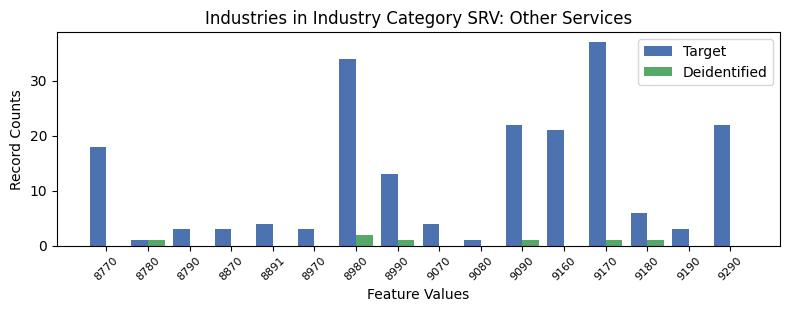 Industries in Industry Category SRV: Other Services
Target
Deidentified
Record Counts
30
20
10
0
8770 8780 8790 8870 8891 8970 8980 8990 9070 9080 9090 9160 9170 9180 9190 9290
Feature Values